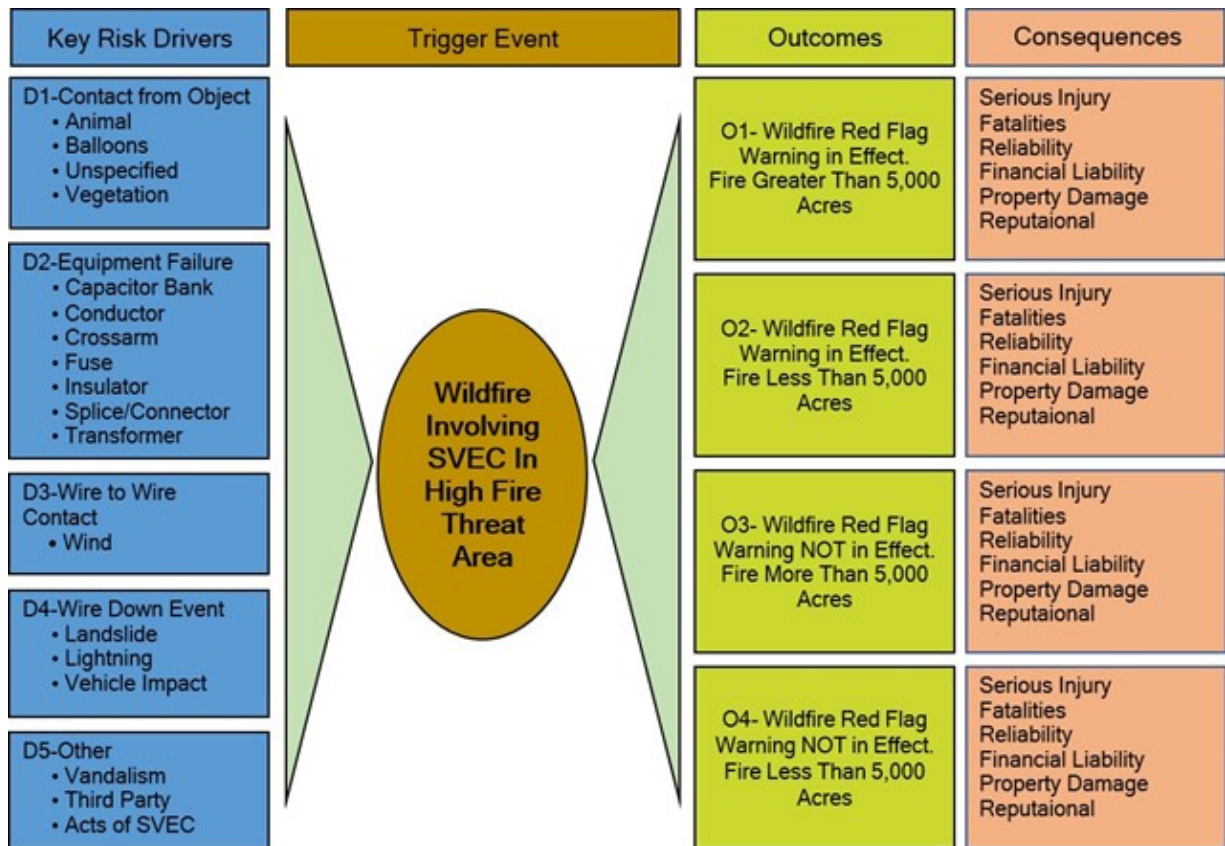 Key Risk Drivers
Trigger Event
Outcomes
Consequences
D1-Contact from Object
• Animal
• Balloons
• Unspecified
• Vegetation
D2-Equipment Failure
• Capacitor Bank
• Conductor
• Crossarm
• Fuse
• Insulator
• Splice/Connector
• Transformer
D3-Wire to Wire
Contact
• Wind
D4-Wire Down Event
• Landslide
• Lightning
• Vehicle Impact
D5-Other
• Vandalism
• Third Party
• Acts of SVEC
Wildfire
Involving
SVEC In
High Fire
Threat
Area
O1- Wildfire Red Flag
Warning in Effect.
Fire Greater Than 5,000
Acres
O2- Wildfire Red Flag
Warning in Effect.
Fire Less Than 5,000
Acres
O3- Wildfire Red Flag
Warning NOT in Effect.
Fire More Than 5,000
Acres
O4- Wildfire Red Flag
Warning NOT in Effect.
Fire Less Than 5,000
Acres
Serious Injury
Fatalities
Reliability
Financial Liability
Property Damage
Reputaional
Serious Injury
Fatalities
Reliability
Financial Liability
Property Damage
Reputaional
Serious Injury
Fatalities
Reliability
Financial Liability
Property Damage
Reputaional
Serious Injury
Fatalities
Reliability
Financial Liability
Property Damage
Reputaional